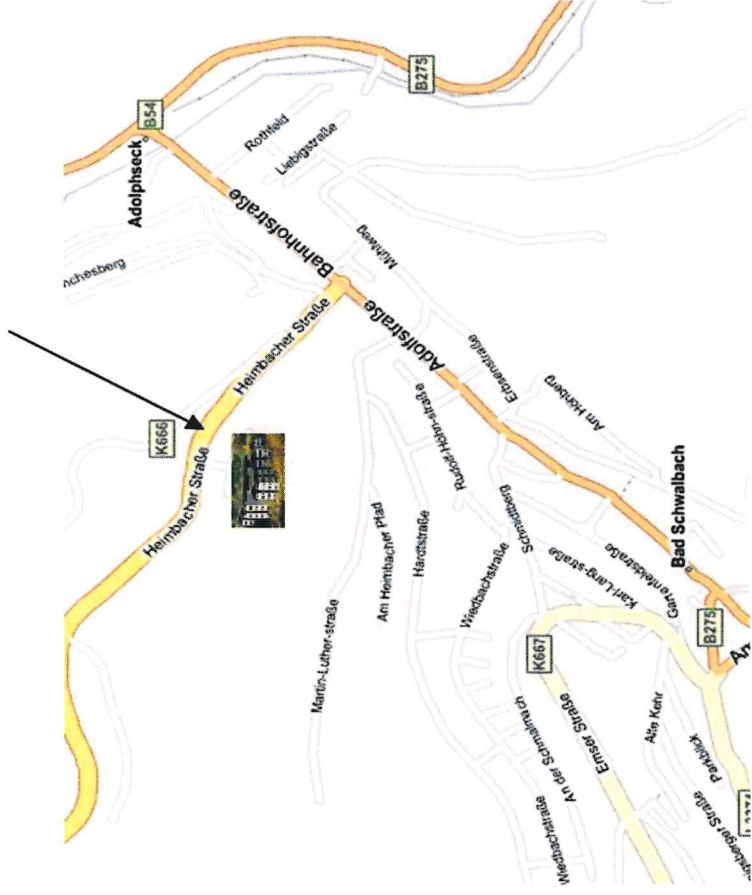 B54
Adolphseck
B275
Rothfeld
Liebigstraße
Bahnhofstraße
Mühlweg
Heimbacher Straße
K666
Heimbacher Straße
Adolfstraße
Erbsenstraße
Am Hönberg
Rudolf-Höhn-straße
Schmidtberg
Martin-Luther-straße
Am Heimbacher Pfad
Hardtstraße
Wiedbachstraße
Karl-Lang-straße
Gartenfeldstraße
Bad Schwalbach
B275
K667
Emser Straße
An der Schmalmach
Wiedbachstraße
Alte Kehr
Parkblick